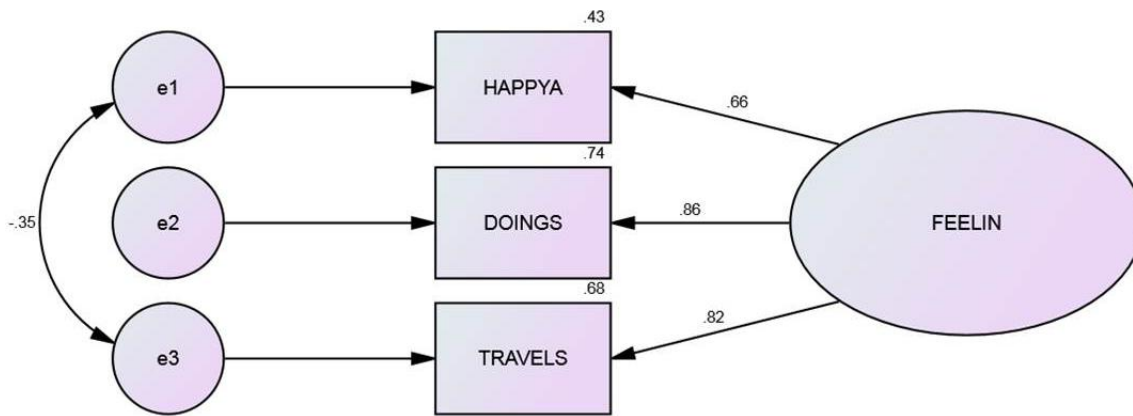 .43
e1
HAPPYA
.66
.74
-.35
e2
DOINGS
.86
FEELIN
.68
.82
e3
TRAVELS